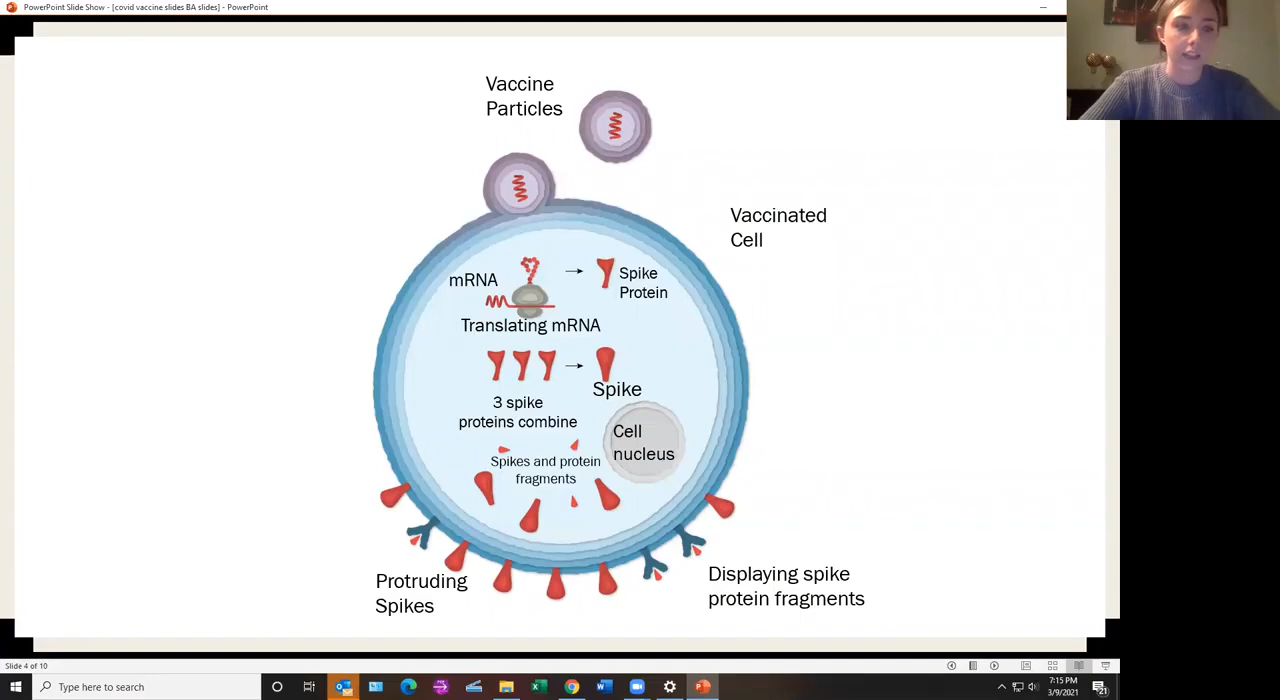 PowerPoint Slide Show - [covid vaccine slides BA slides] - PowerPoint
Vaccine
Particles
Vaccinated
Cell
mRNA
Spike
Protein
Translating mRNA
Spike
3 spike
proteins combine
Cell
nucleus
Spikes and protein
fragments
Protruding
Spikes
Displaying spike
protein fragments
Slide 4 of 10
Type here to search
7:15 PM
3/9/2021
21